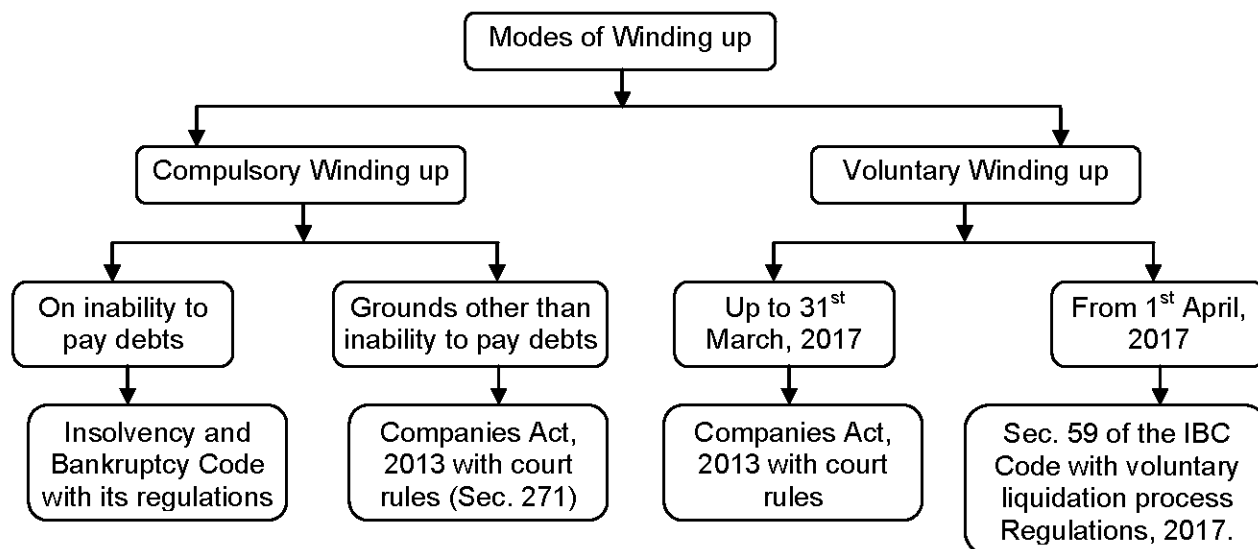 Modes of Winding up
Compulsory Winding up
Voluntary Winding up
On inability to
pay debts
Grounds other than
inability to pay debts
Up to 31st
March, 2017
From 1st April,
2017
Insolvency and
Bankruptcy Code
with its regulations
Companies Act,
2013 with court
rules (Sec. 271)
Companies Act,
2013 with court
rules
Sec. 59 of the IBC
Code with voluntary
liquidation process
Regulations, 2017.